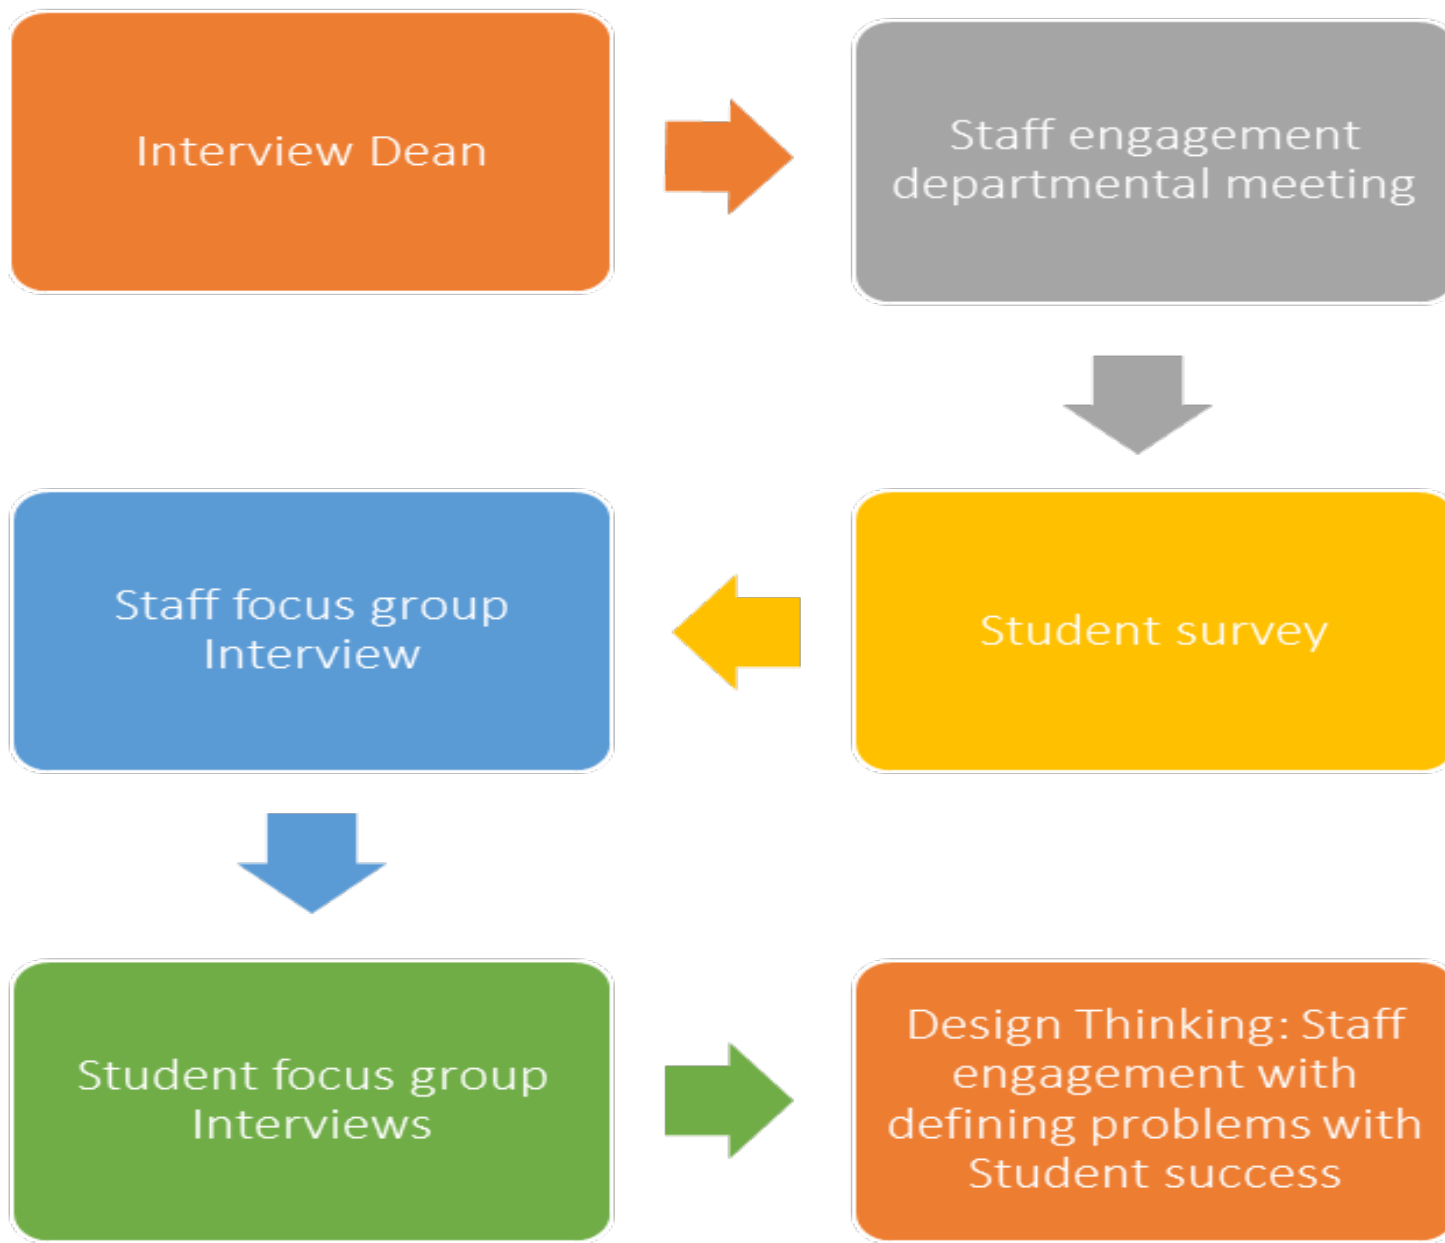 Interview Dean
Staff engagement
departmental meeting
Student survey
Staff focus group
Interview
Student focus group
Interviews
Design Thinking: Staff
engagement with
defining problems with
Student success